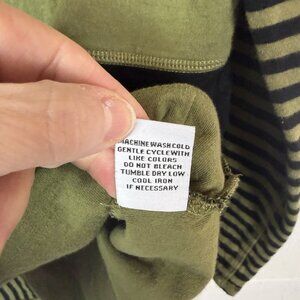 MACHINE WASH COLD
GENTLE CYCLE WITH
LIKE COLORS
DO NOT BLEACH
TUMBLE DRY LOW
COOL IRON
IF NECESSARY